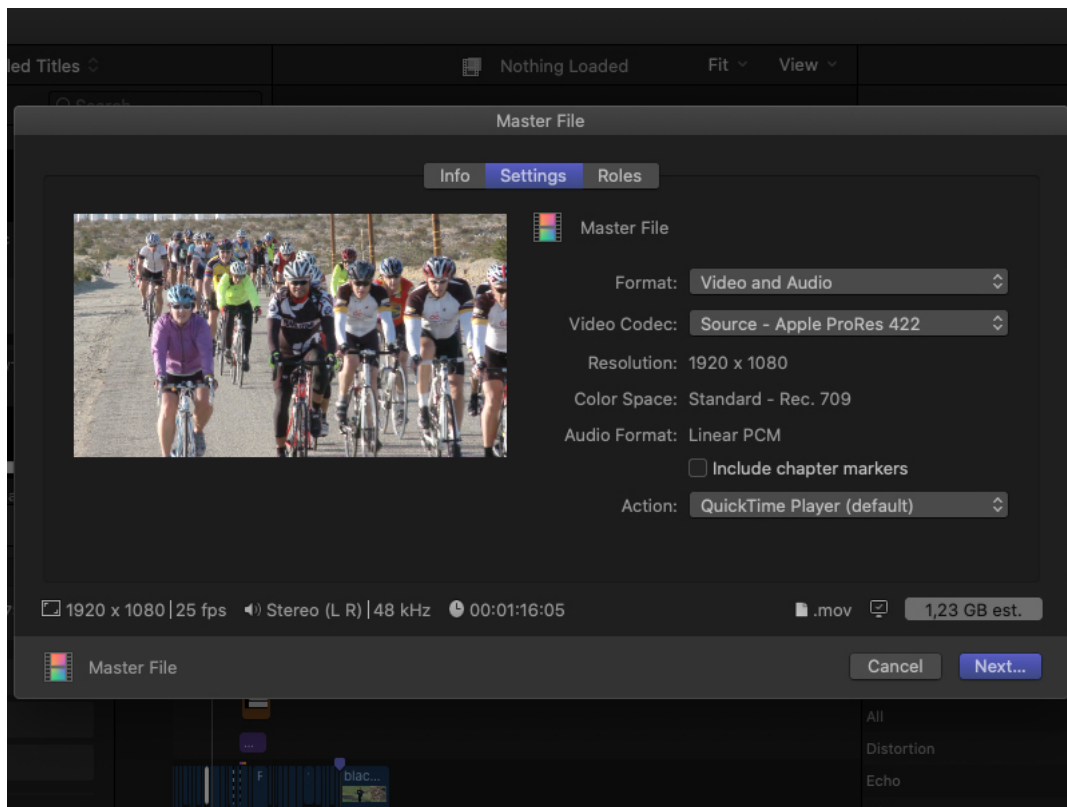 led Titles
Nothing Loaded
Fit
View
Search
Master File
Info
Settings
Roles
Master File
Format: Video and Audio
Video Codec: Source - Apple ProRes 422
Resolution: 1920 x 1080
Color Space: Standard - Rec. 709
Audio Format: Linear PCM
Include chapter markers
Action: QuickTime Player (default)
1920 x 1080 | 25 fps Stereo (L R) | 48 kHz 00:01:16:05 .mov 1,23 GB est.
Master File
Cancel
Next...
All
...
Distortion
F
blac...
Echo